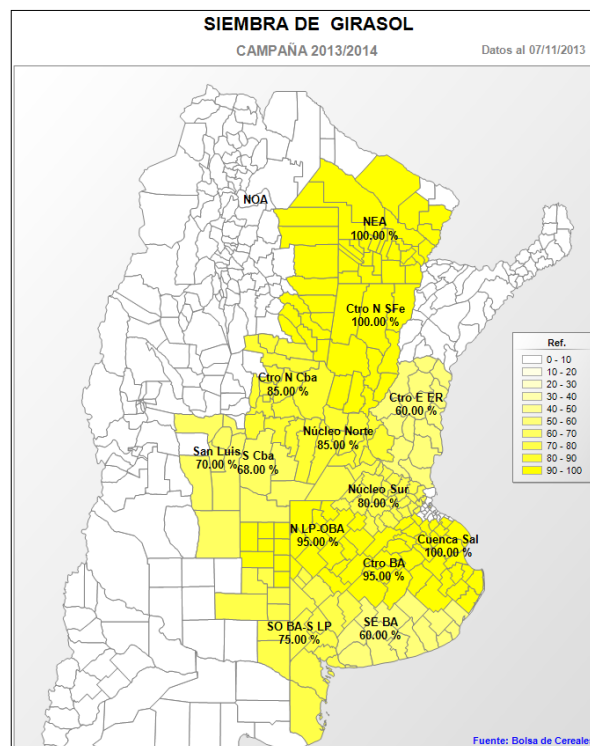 SIEMBRA DE GIRASOL
CAMPAÑA 2013/2014
Datos al 07/11/2013
NOA
NEA
100.00 %
Ctro N SFe
100.00 %
Ref.
0 - 10
10 - 20
20 - 30
30 - 40
40 - 50
50 - 60
60 - 70
70 - 80
80 - 90
90 - 100
Ctro N Cba
85.00 %
Ctro E ER
60.00 %
Núcleo Norte
85.00 %
San Luis
70.00 %
S Cba
68.00 %
Núcleo Sur
80.00 %
N LP-OBA
95.00 %
Cuenca Sal
100.00 %
Ctro BA
95.00 %
SO BA-S LP
75.00 %
SE BA
60.00 %
Fuente: Bolsa de Cereales